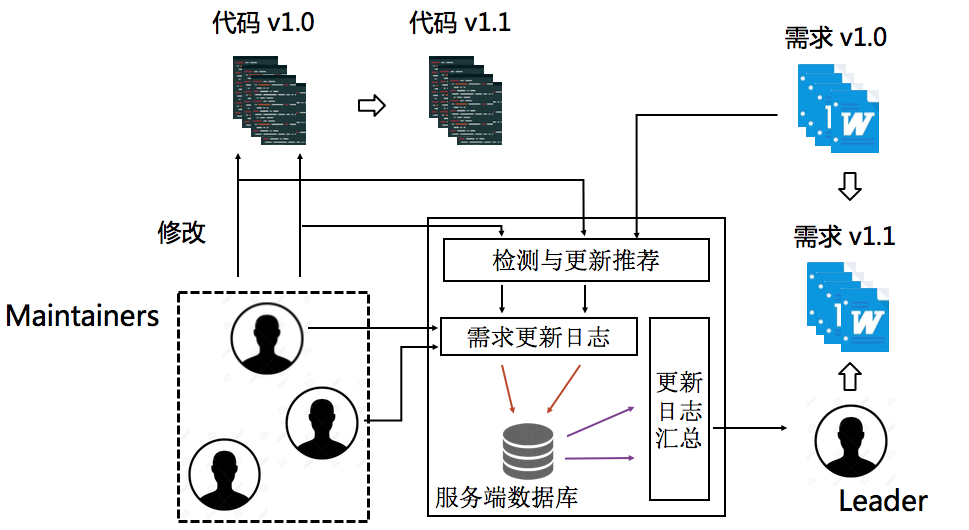 代码 v1.0
代码 v1.1
需求 v1.0
修改
需求 v1.1
检测与更新推荐
Maintainers
需求更新日志
更新
日志
汇总
服务端数据库
Leader
W
W